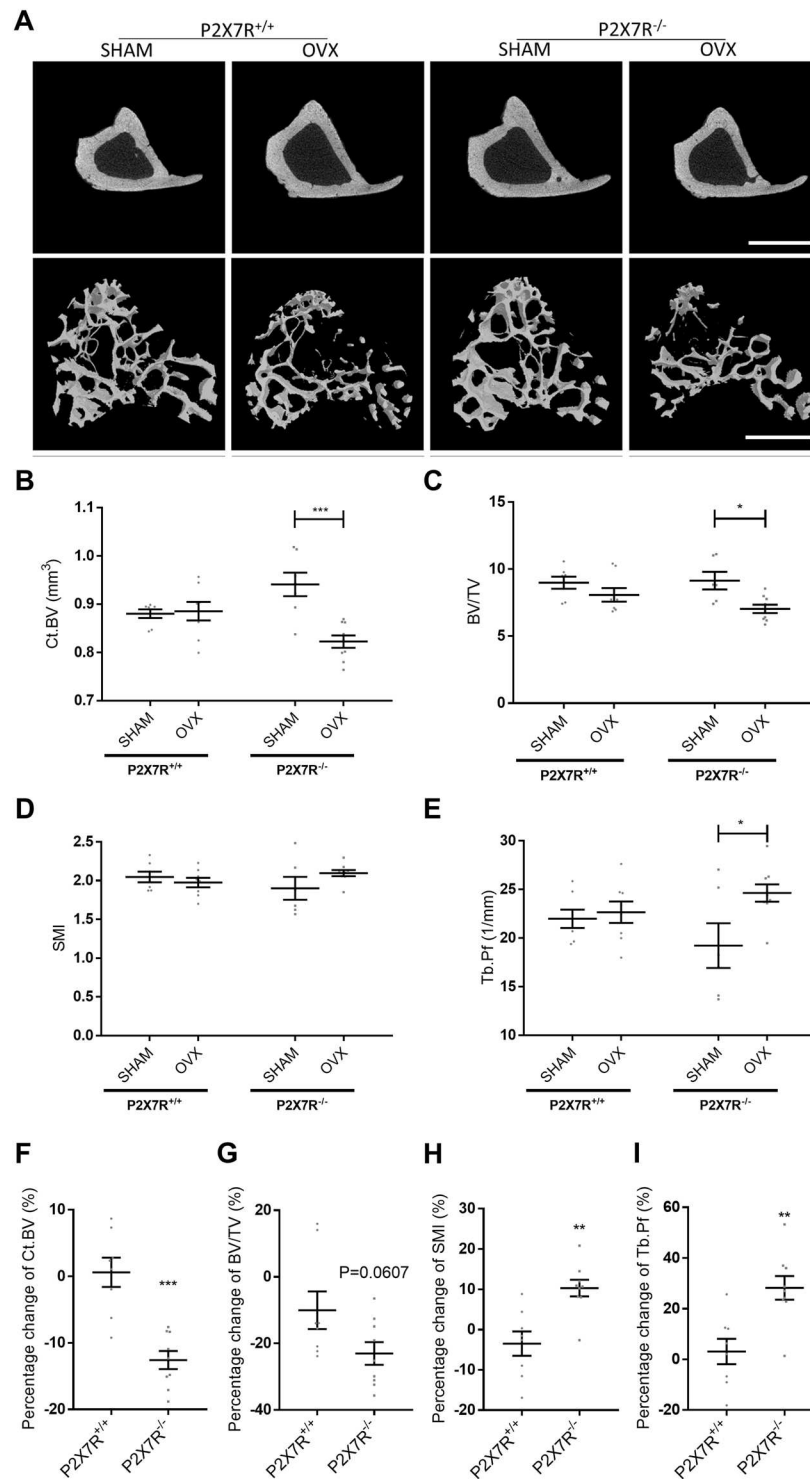 A
P2X7R+/+ P2X7R-/-
SHAM OVX SHAM OVX
B
Ct.BV (mm3)
1.1
1.0
0.9
0.8
0.7
***
SHAM OVX SHAM OVX
P2X7R+/+ P2X7R-/-
C
BV/TV
15
10
5
0
*
SHAM OVX SHAM OVX
P2X7R+/+ P2X7R-/-
D
SMI
2.5
2.0
1.5
1.0
0.5
0.0
SHAM OVX SHAM OVX
P2X7R+/+ P2X7R-/-
E
Tb.Pf (1/mm)
30
25
20
15
10
*
SHAM OVX SHAM OVX
P2X7R+/+ P2X7R-/-
F
Percentage change of Ct.BV (%)
10
0
-10
-20
***
P2X7R+/+ P2X7R-/-
G
Percentage change of BV/TV (%)
20
0
-20
-40
P=0.0607
P2X7R+/+ P2X7R-/-
H
Percentage change of SMI (%)
30
20
10
0
-10
-20
**
P2X7R+/+ P2X7R-/-
I
Percentage change of Tb.Pf (%)
60
40
20
0
-20
**
P2X7R+/+ P2X7R-/-